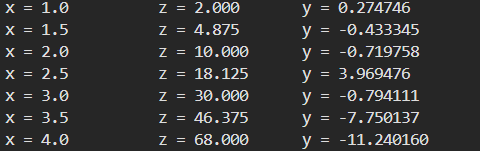 x = 1.0 z = 2.000 y = 0.274746
x = 1.5 z = 4.875 y = -0.433345
x = 2.0 z = 10.000 y = -0.719758
x = 2.5 z = 18.125 y = 3.969476
x = 3.0 z = 30.000 y = -0.794111
x = 3.5 z = 46.375 y = -7.750137
x = 4.0 z = 68.000 y = -11.240160